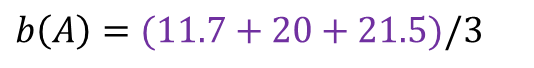 b(A) = (11.7 + 20 + 21.5)/3